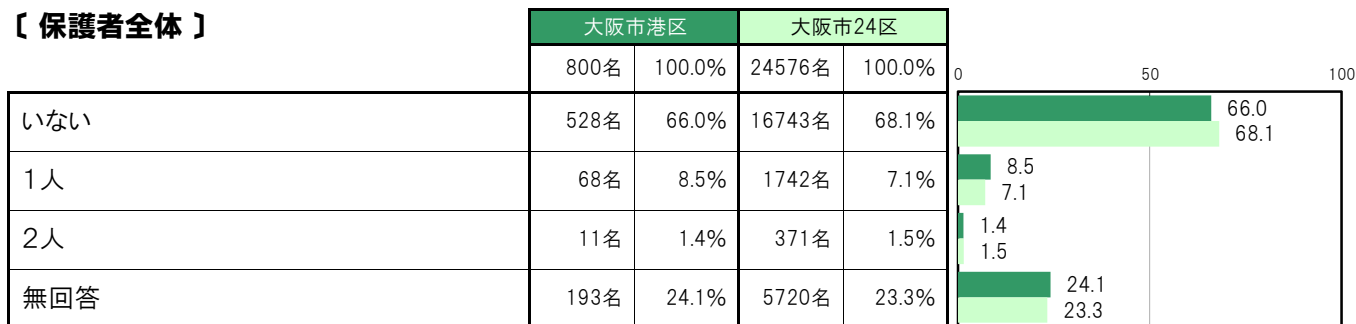 〔 保護者全体 〕
大阪市港区 大阪市24区
800名 100.0% 24576名 100.0%
0 50 100
いない 528名 66.0% 16743名 68.1%
66.0
68.1
1人 68名 8.5% 1742名 7.1%
8.5
7.1
2人 11名 1.4% 371名 1.5%
1.4
1.5
無回答 193名 24.1% 5720名 23.3%
24.1
23.3